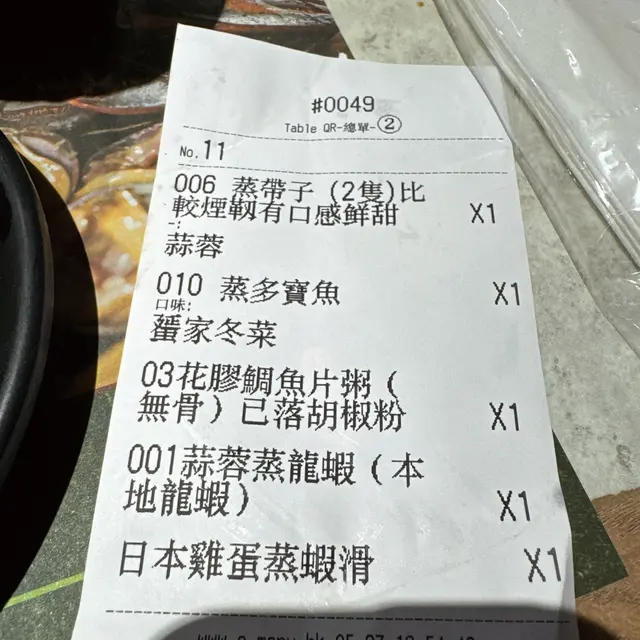 #0049
Table QR-總單-②
No.11
006 蒸帶子 (2隻)比
較煙韌有口感鮮甜 X1
-:
蒜蓉
010 蒸多寶魚 X1
口味:
蜑家冬菜
03花膠鯛魚片粥 (
無骨) 已落胡椒粉 X1
001蒜蓉蒸龍蝦 (本
地龍蝦) X1
日本雞蛋蒸蝦滑 X1